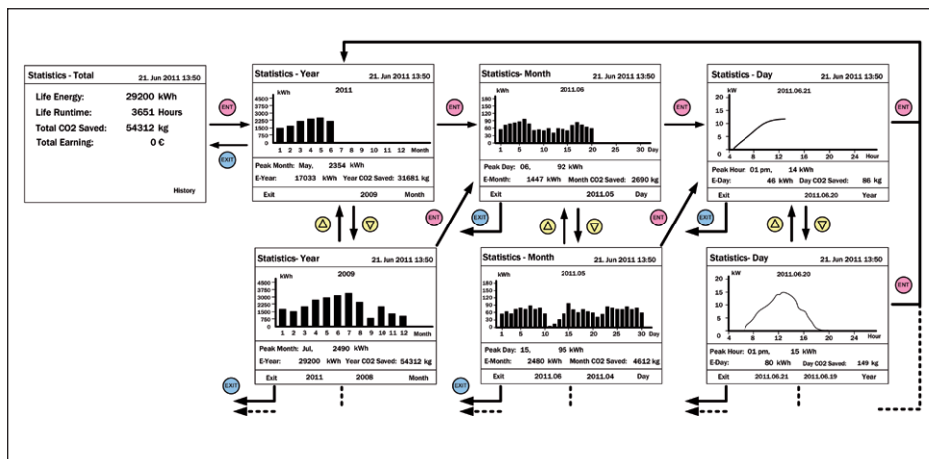 Statistics - Total 21. Jun 2011 13:50
Life Energy: 29200 kWh
Life Runtime: 3651 Hours
Total CO2 Saved: 54312 kg
Total Earning: 0 €
History
ENT
EXIT
Statistics - Year 21. Jun 2011 13:50
kWh 2011
4500
3750
3000
2250
1500
750
0
1 2 3 4 5 6 7 8 9 10 11 12 Month
Peak Month: May, 2354 kWh
E-Year: 17033 kWh Year CO2 Saved: 31681 kg
Exit 2009 Month
ENT
EXIT
Statistics- Month 21. Jun 2011 13:50
kWh 2011.06
180
150
120
90
60
30
0
1 5 10 15 20 25 30 Day
Peak Day: 06, 92 kWh
E-Month: 1447 kWh Month CO2 Saved: 2690 kg
Exit 2011.05 Day
ENT
EXIT
Statistics - Day 21. Jun 2011 13:50
kW 2011.06.21
20
15
10
5
0
4 8 12 16 20 24 Hour
Peak Hour 01 pm, 14 kWh
E-Day: 46 kWh Day CO2 Saved: 86 kg
Exit 2011.06.20 Year
ENT
ENT
ENT
Statistics- Year 21. Jun 2011 13:50
kWh 2009
4500
3750
3000
2250
1500
750
0
1 2 3 4 5 6 7 8 9 10 11 12 Month
Peak Month: Jul, 2490 kWh
E-Year: 29200 kWh Year CO2 Saved: 54312 kg
Exit 2011 2008 Month
EXIT
Statistics - Month 21. Jun 2011 13:50
kWh 2011.05
180
150
120
90
60
30
0
1 5 10 15 20 25 30 Day
Peak Day: 15, 95 kWh
E-Month: 2480 kWh Month CO2 Saved: 4612 kg
Exit 2011.06 2011.04 Day
EXIT
Statistics - Day 21. Jun 2011 13:50
kW 2011.06.20
20
15
10
5
0
4 8 12 16 20 24 Hour
Peak Hour: 01 pm, 15 kWh
E-Day: 80 kWh Day CO2 Saved: 149 kg
Exit 2011.06.21 2011.06.19 Year
EXIT